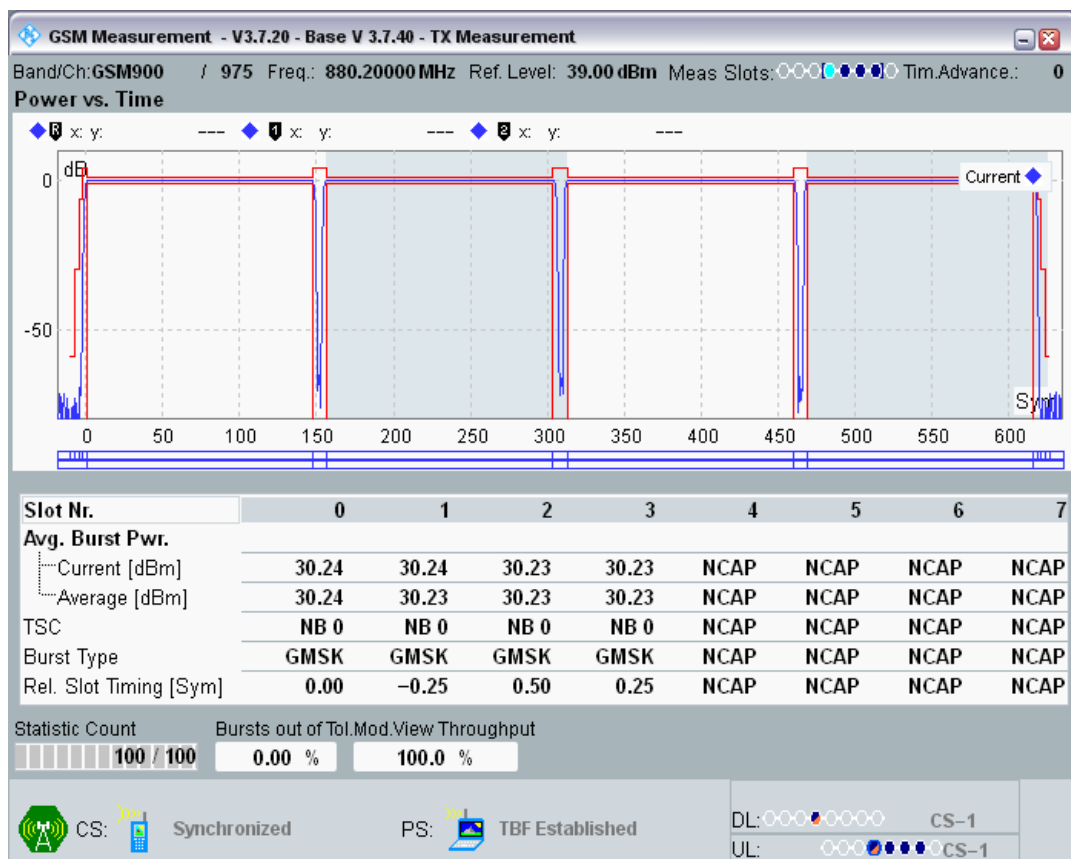 GSM Measurement - V3.7.20 - Base V 3.7.40 - TX Measurement
Band/Ch: GSM900 / 975 Freq.: 880.20000 MHz Ref. Level: 39.00 dBm Meas Slots: Tim.Advance.: 0
Power vs. Time
R x: y: --- 1 x: y: --- 2 x: y: ---
dB
0
Current
-50
Sym
0 50 100 150 200 250 300 350 400 450 500 550 600
Slot Nr. 0 1 2 3 4 5 6 7
Avg. Burst Pwr.
Current [dBm] 30.24 30.24 30.23 30.23 NCAP NCAP NCAP NCAP
Average [dBm] 30.24 30.23 30.23 30.23 NCAP NCAP NCAP NCAP
TSC NB 0 NB 0 NB 0 NB 0 NCAP NCAP NCAP NCAP
Burst Type GMSK GMSK GMSK GMSK NCAP NCAP NCAP NCAP
Rel. Slot Timing [Sym] 0.00 −0.25 0.50 0.25 NCAP NCAP NCAP NCAP
Statistic Count Bursts out of Tol. Mod.View Throughput
100 / 100 0.00 % 100.0 %
CS: Synchronized PS: TBF Established
DL: CS−1
UL: CS−1